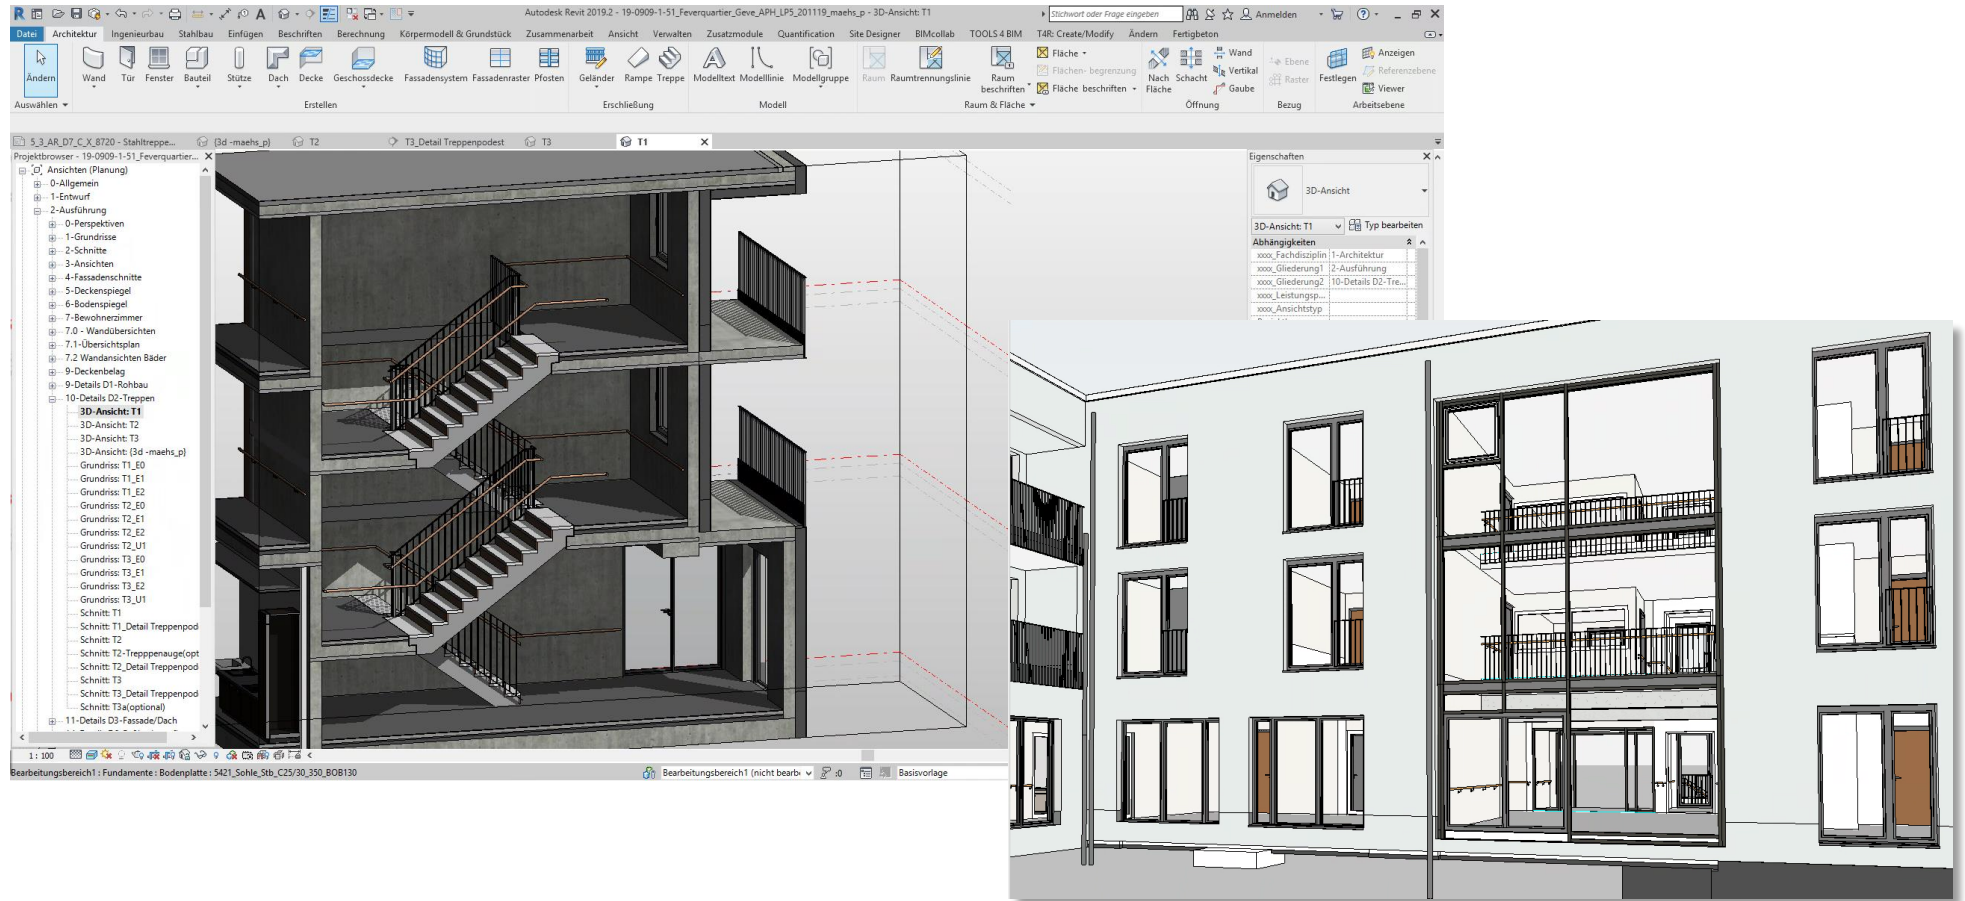 Autodesk Revit 2019.2 - 19-0909-1-51_Feverquartier_Geve_APH_LP5_201119_maehs_p - 3D-Ansicht: T1
Stichwort oder Frage eingeben
Anmelden
Datei Architektur Ingenieurbau Stahlbau Einfügen Beschriften Berechnung Körpermodell & Grundstück Zusammenarbeit Ansicht Verwalten Zusatzmodule Quantification Site Designer BIMcollab TOOLS 4 BIM T4R: Create/Modify Ändern Fertigbeton
Ändern
Wand Tür Fenster Bauteil Stütze Dach Decke Geschossdecke Fassadensystem Fassadenraster Pfosten
Geländer Rampe Treppe
Modelltext Modelllinie Modellgruppe
Raum Raumtrennungslinie Raum beschriften
Fläche
Flächen- begrenzung
Fläche beschriften
Nach Fläche
Schacht
Wand
Vertikal
Gaube
Ebene
Raster
Festlegen
Anzeigen
Referenzebene
Viewer
Auswählen Erstellen Erschließung Modell Raum & Fläche Öffnung Bezug Arbeitsebene
5_3_AR_D7_C_X_8720 - Stahltreppe... {3d -maehs_p} T2 T3_Detail Treppenpodest T3 T1
Projektbrowser - 19-0909-1-51_Feverquartier...
Ansichten (Planung)
0-Allgemein
1-Entwurf
2-Ausführung
0-Perspektiven
1-Grundrisse
2-Schnitte
3-Ansichten
4-Fassadenschnitte
5-Deckenspiegel
6-Bodenspiegel
7-Bewohnerzimmer
7.0 - Wandübersichten
7.1-Übersichtsplan
7.2 Wandansichten Bäder
9-Deckenbelag
9-Details D1-Rohbau
10-Details D2-Treppen
3D-Ansicht: T1
3D-Ansicht: T2
3D-Ansicht: T3
3D-Ansicht: {3d -maehs_p}
Grundriss: T1_E0
Grundriss: T1_E1
Grundriss: T1_E2
Grundriss: T2_E0
Grundriss: T2_E1
Grundriss: T2_E2
Grundriss: T2_U1
Grundriss: T3_E0
Grundriss: T3_E1
Grundriss: T3_E2
Grundriss: T3_U1
Schnitt: T1
Schnitt: T1_Detail Treppenpod
Schnitt: T2
Schnitt: T2-Trepppenauge(opt
Schnitt: T2_Detail Treppenpod
Schnitt: T3
Schnitt: T3_Detail Treppenpod
Schnitt: T3a(optional)
11-Details D3-Fassade/Dach
Eigenschaften
3D-Ansicht
3D-Ansicht: T1 Typ bearbeiten
Abhängigkeiten
xxxx_Fachdisziplin 1-Architektur
xxxx_Gliederung1 2-Ausführung
xxxx_Gliederung2 10-Details D2-Tre...
xxxx_Leistungsp...
xxxx_Ansichtstyp
1 : 100
Bearbeitungsbereich1 : Fundamente : Bodenplatte : 5421_Sohle_Stb_C25/30_350_BOB130
Bearbeitungsbereich1 (nicht bearb
:0
Basisvorlage